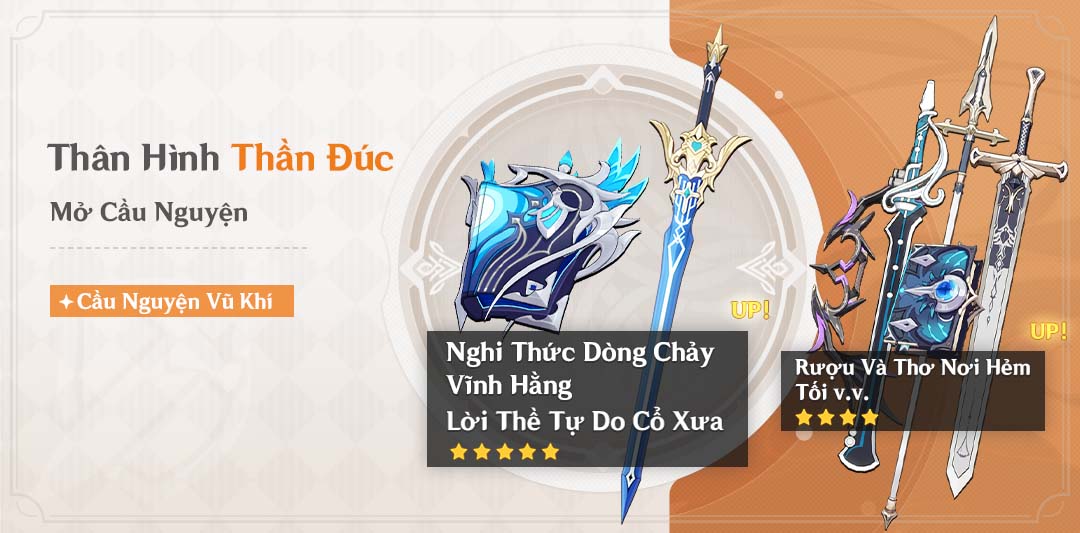 Thân Hình Thần Đúc
Mở Cầu Nguyện
Cầu Nguyện Vũ Khí
UP!
Nghi Thức Dòng Chảy
Vĩnh Hằng
Lời Thề Tự Do Cổ Xưa
UP!
Rượu Và Thơ Nơi Hẻm
Tối v.v.